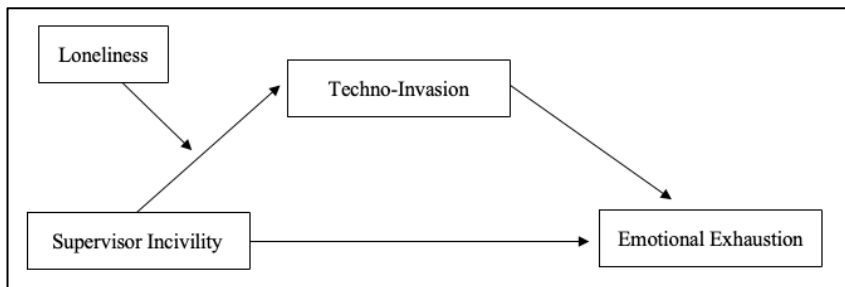 Loneliness
Techno-Invasion
Supervisor Incivility
Emotional Exhaustion